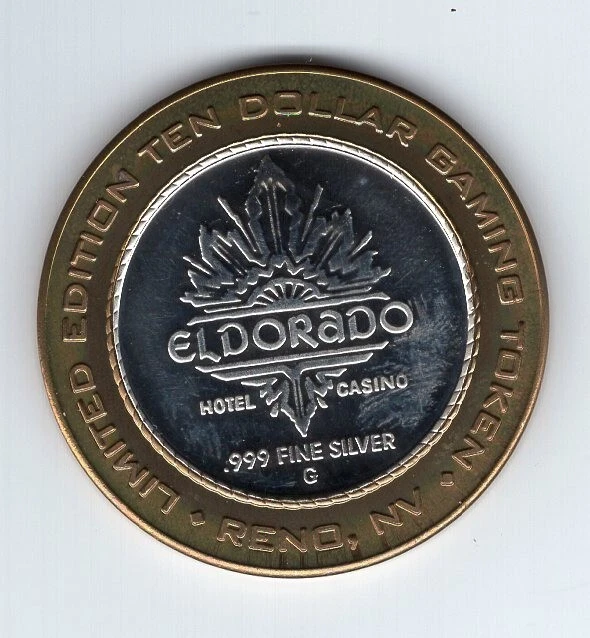 LIMITED EDITION TEN DOLLAR GAMING TOKEN
• RENO, NV •
ELDORADO
HOTEL CASINO
.999 FINE SILVER
G